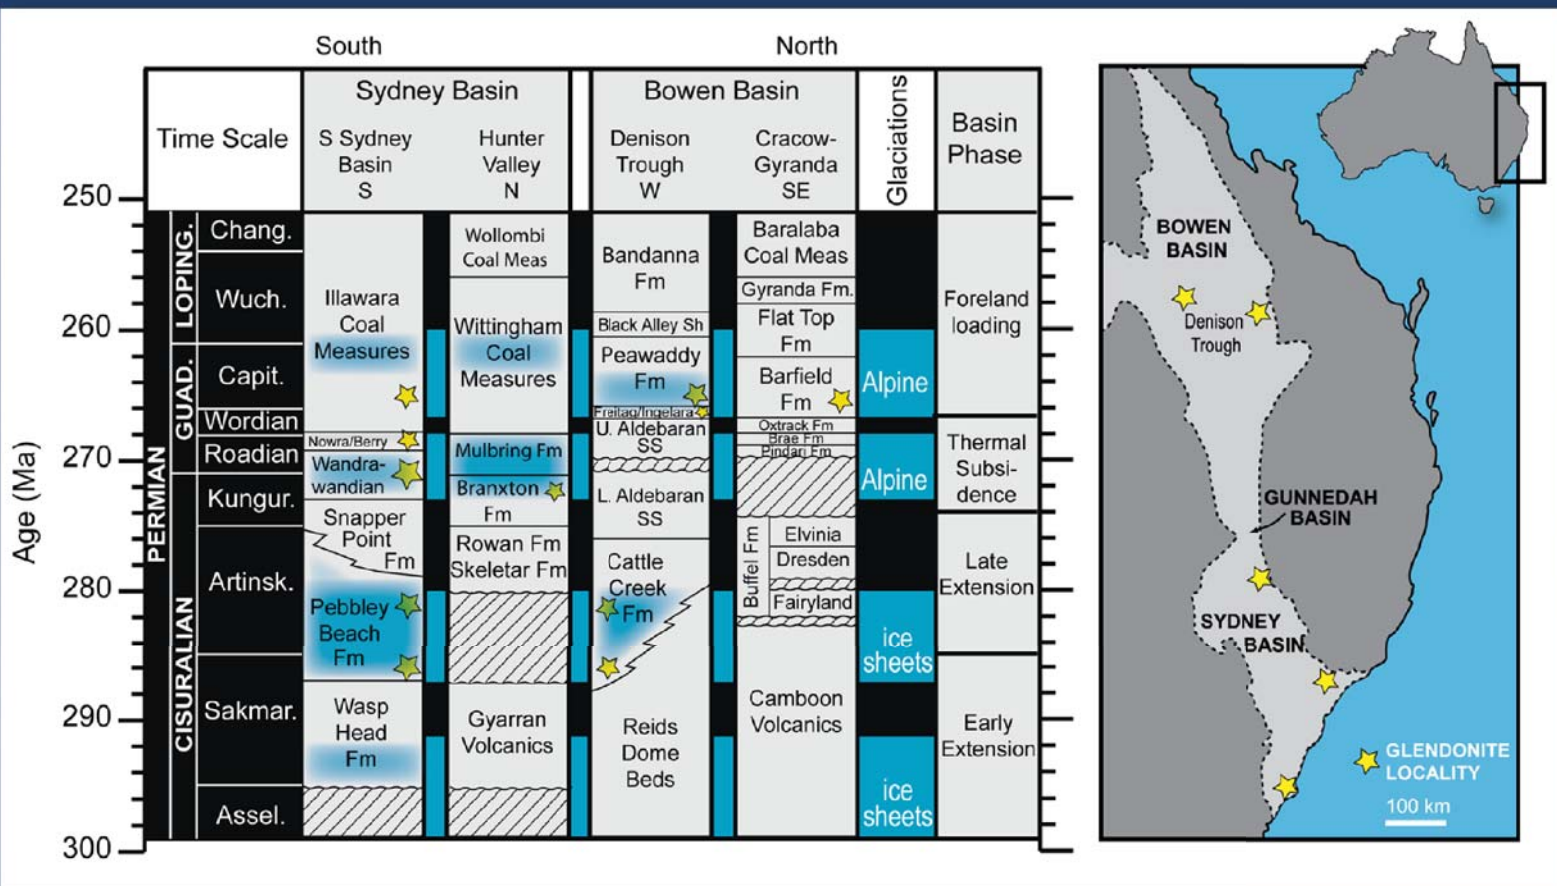 South
North
Sydney Basin
Bowen Basin
Glaciations
Time Scale
S Sydney
Basin
S
Hunter
Valley
N
Denison
Trough
W
Cracow-
Gyranda
SE
Basin
Phase
Age (Ma)
250
260
270
280
290
300
PERMIAN
LOPING.
GUAD.
CISURALIAN
Chang.
Wuch.
Capit.
Wordian
Roadian
Kungur.
Artinsk.
Sakmar.
Assel.
Illawara
Coal
Measures
Nowra/Berry
Wandra-
wandian
Snapper
Point
Fm
Pebbley
Beach
Fm
Wasp
Head
Fm
Wollombi
Coal Meas
Wittingham
Coal
Measures
Mulbring Fm
Branxton
Fm
Rowan Fm
Skeletar Fm
Gyarran
Volcanics
Bandanna
Fm
Black Alley Sh
Peawaddy
Fm
Freitag/Ingelara
U. Aldebaran
SS
L. Aldebaran
SS
Cattle
Creek
Fm
Reids
Dome
Beds
Baralaba
Coal Meas
Gyranda Fm.
Flat Top
Fm
Barfield
Fm
Oxtrack Fm
Brae Fm
Pindari Fm
Buffel Fm
Elvinia
Dresden
Fairyland
Camboon
Volcanics
Alpine
Alpine
ice
sheets
ice
sheets
Foreland
loading
Thermal
Subsi-
dence
Late
Extension
Early
Extension
BOWEN
BASIN
Denison
Trough
GUNNEDAH
BASIN
SYDNEY
BASIN
GLENDONITE
LOCALITY
100 km